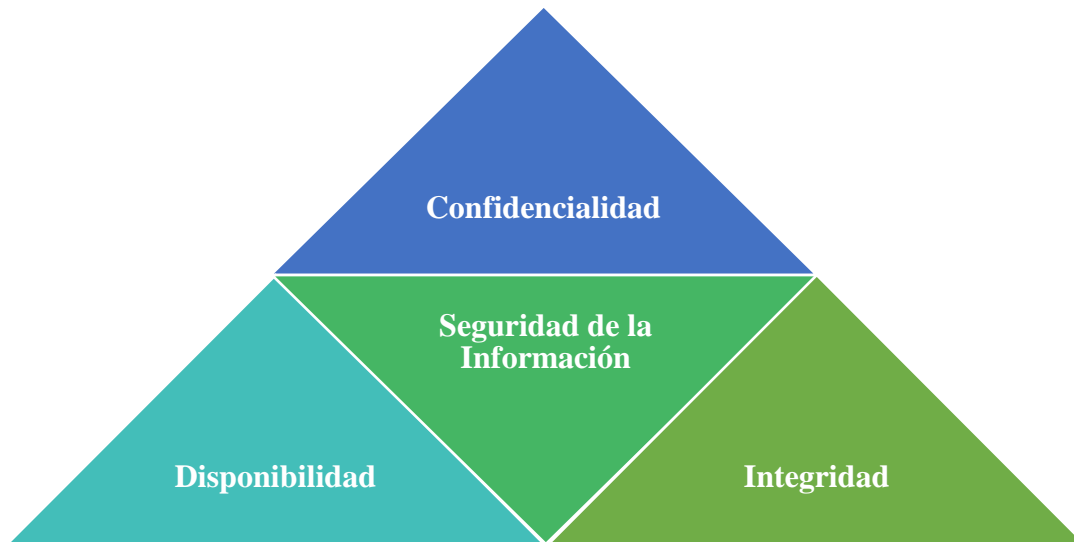 Confidencialidad
Seguridad de la
Información
Disponibilidad
Integridad